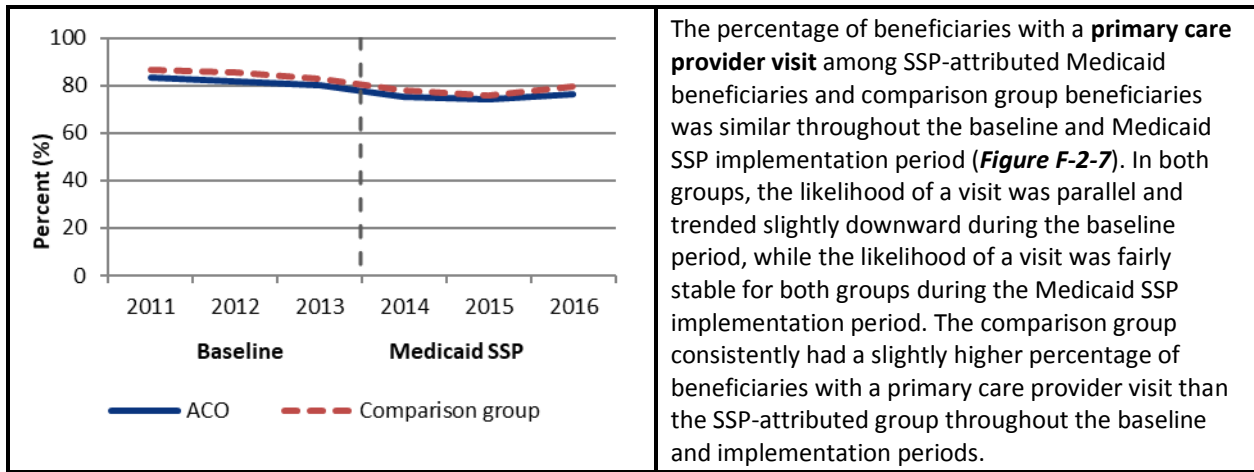 100
80
60
40
20
0
Percent (%)
2011 2012 2013 2014 2015 2016
Baseline Medicaid SSP
ACO Comparison group
The percentage of beneficiaries with a primary care
provider visit among SSP-attributed Medicaid
beneficiaries and comparison group beneficiaries
was similar throughout the baseline and Medicaid
SSP implementation period (Figure F-2-7). In both
groups, the likelihood of a visit was parallel and
trended slightly downward during the baseline
period, while the likelihood of a visit was fairly
stable for both groups during the Medicaid SSP
implementation period. The comparison group
consistently had a slightly higher percentage of
beneficiaries with a primary care provider visit than
the SSP-attributed group throughout the baseline
and implementation periods.